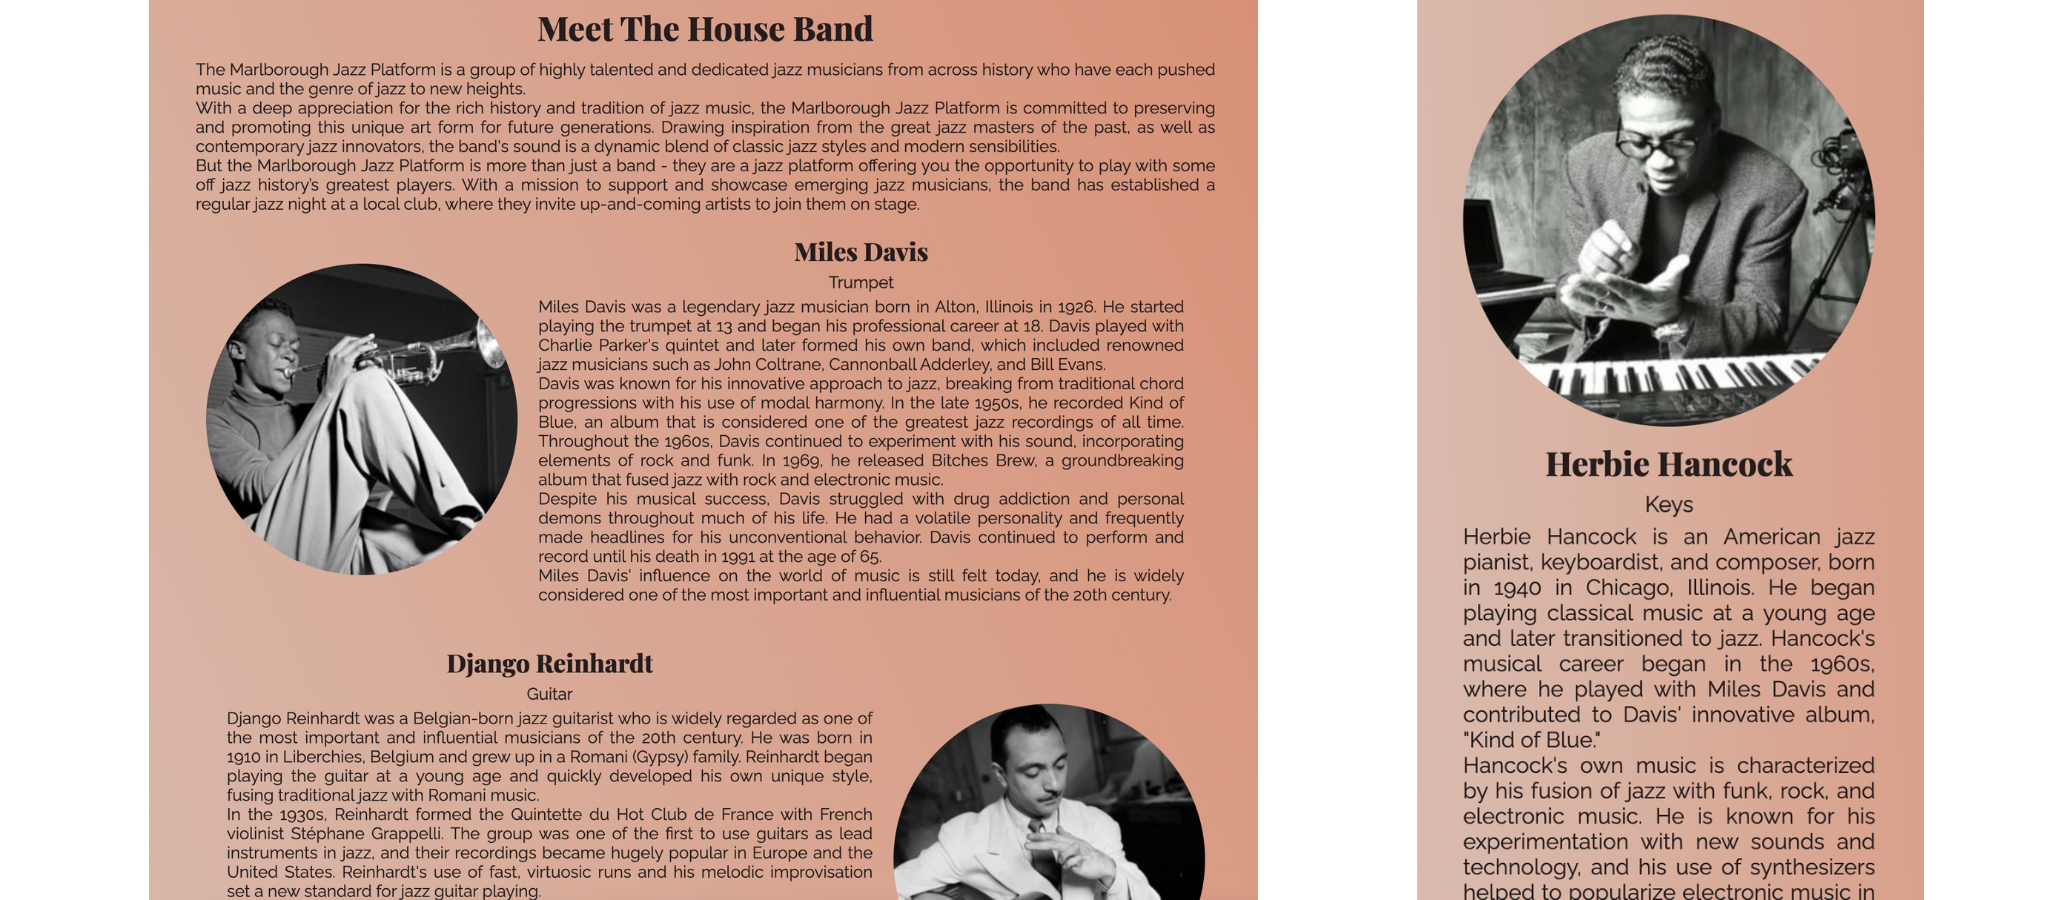 Meet The House Band
The Marlborough Jazz Platform is a group of highly talented and dedicated jazz musicians from across history who have each pushed
music and the genre of jazz to new heights.
With a deep appreciation for the rich history and tradition of jazz music, the Marlborough Jazz Platform is committed to preserving
and promoting this unique art form for future generations. Drawing inspiration from the great jazz masters of the past, as well as
contemporary jazz innovators, the band's sound is a dynamic blend of classic jazz styles and modern sensibilities.
But the Marlborough Jazz Platform is more than just a band - they are a jazz platform offering you the opportunity to play with some
off jazz history's greatest players. With a mission to support and showcase emerging jazz musicians, the band has established a
regular jazz night at a local club, where they invite up-and-coming artists to join them on stage.
Miles Davis
Trumpet
Miles Davis was a legendary jazz musician born in Alton, Illinois in 1926. He started
playing the trumpet at 13 and began his professional career at 18. Davis played with
Charlie Parker's quintet and later formed his own band, which included renowned
jazz musicians such as John Coltrane, Cannonball Adderley, and Bill Evans.
Davis was known for his innovative approach to jazz, breaking from traditional chord
progressions with his use of modal harmony. In the late 1950s, he recorded Kind of
Blue, an album that is considered one of the greatest jazz recordings of all time.
Throughout the 1960s, Davis continued to experiment with his sound, incorporating
elements of rock and funk. In 1969, he released Bitches Brew, a groundbreaking
album that fused jazz with rock and electronic music.
Despite his musical success, Davis struggled with drug addiction and personal
demons throughout much of his life. He had a volatile personality and frequently
made headlines for his unconventional behavior. Davis continued to perform and
record until his death in 1991 at the age of 65.
Miles Davis' influence on the world of music is still felt today, and he is widely
considered one of the most important and influential musicians of the 20th century.
Django Reinhardt
Guitar
Django Reinhardt was a Belgian-born jazz guitarist who is widely regarded as one of
the most important and influential musicians of the 20th century. He was born in
1910 in Liberchies, Belgium and grew up in a Romani (Gypsy) family. Reinhardt began
playing the guitar at a young age and quickly developed his own unique style,
fusing traditional jazz with Romani music.
In the 1930s, Reinhardt formed the Quintette du Hot Club de France with French
violinist Stéphane Grappelli. The group was one of the first to use guitars as lead
instruments in jazz, and their recordings became hugely popular in Europe and the
United States. Reinhardt's use of fast, virtuosic runs and his melodic improvisation
set a new standard for jazz guitar playing.
Herbie Hancock
Keys
Herbie Hancock is an American jazz
pianist, keyboardist, and composer, born
in 1940 in Chicago, Illinois. He began
playing classical music at a young age
and later transitioned to jazz. Hancock's
musical career began in the 1960s,
where he played with Miles Davis and
contributed to Davis' innovative album,
"Kind of Blue."
Hancock's own music is characterized
by his fusion of jazz with funk, rock, and
electronic music. He is known for his
experimentation with new sounds and
technology, and his use of synthesizers
helped to popularize electronic music in